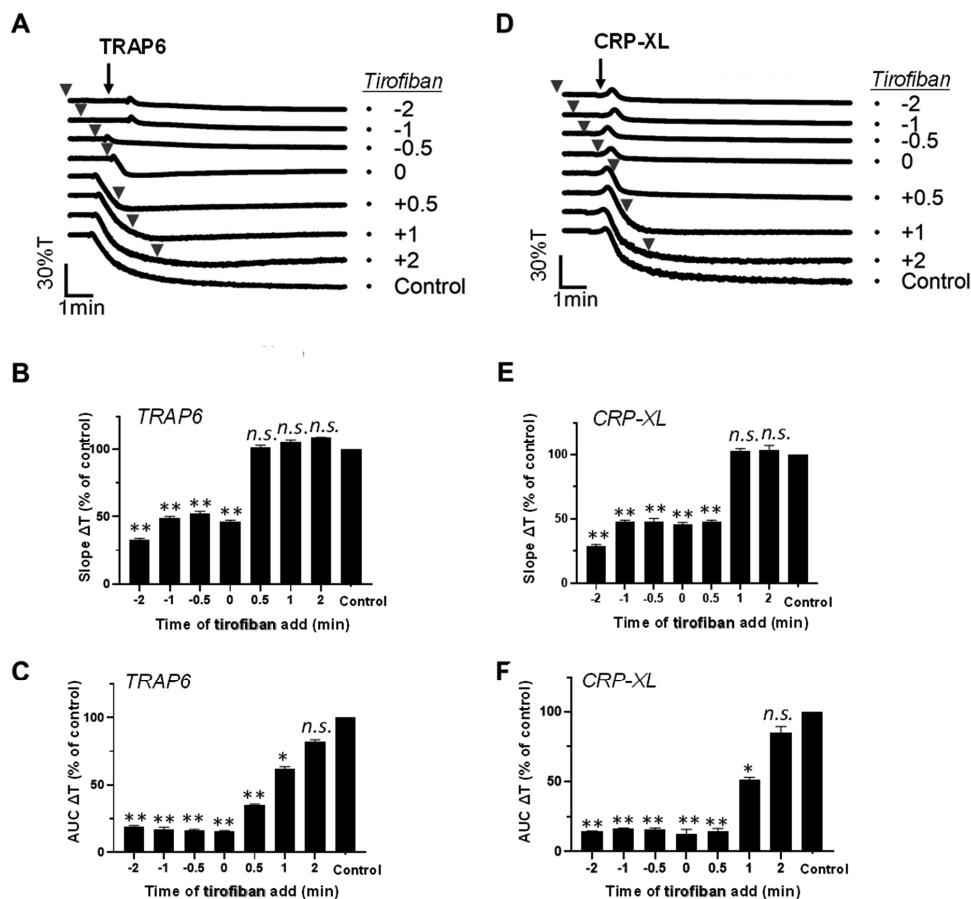 A
TRAP6
Tirofiban
• -2
• -1
• -0.5
• 0
• +0.5
• +1
• +2
• Control
30%T
1min
D
CRP-XL
Tirofiban
• -2
• -1
• -0.5
• 0
• +0.5
• +1
• +2
• Control
30%T
1min
B
TRAP6
Slope ΔT (% of control)
100
50
0
** ** ** ** n.s. n.s. n.s.
-2 -1 -0.5 0 0.5 1 2 Control
Time of tirofiban add (min)
E
CRP-XL
Slope ΔT (% of control)
100
50
0
** ** ** ** ** n.s. n.s.
-2 -1 -0.5 0 0.5 1 2 Control
Time of tirofiban add (min)
C
TRAP6
AUC ΔT (% of control)
100
50
0
** ** ** ** ** * n.s.
-2 -1 -0.5 0 0.5 1 2 Control
Time of tirofiban add (min)
F
CRP-XL
AUC ΔT (% of control)
100
50
0
** ** ** ** ** * n.s.
-2 -1 -0.5 0 0.5 1 2 Control
Time of tirofiban add (min)